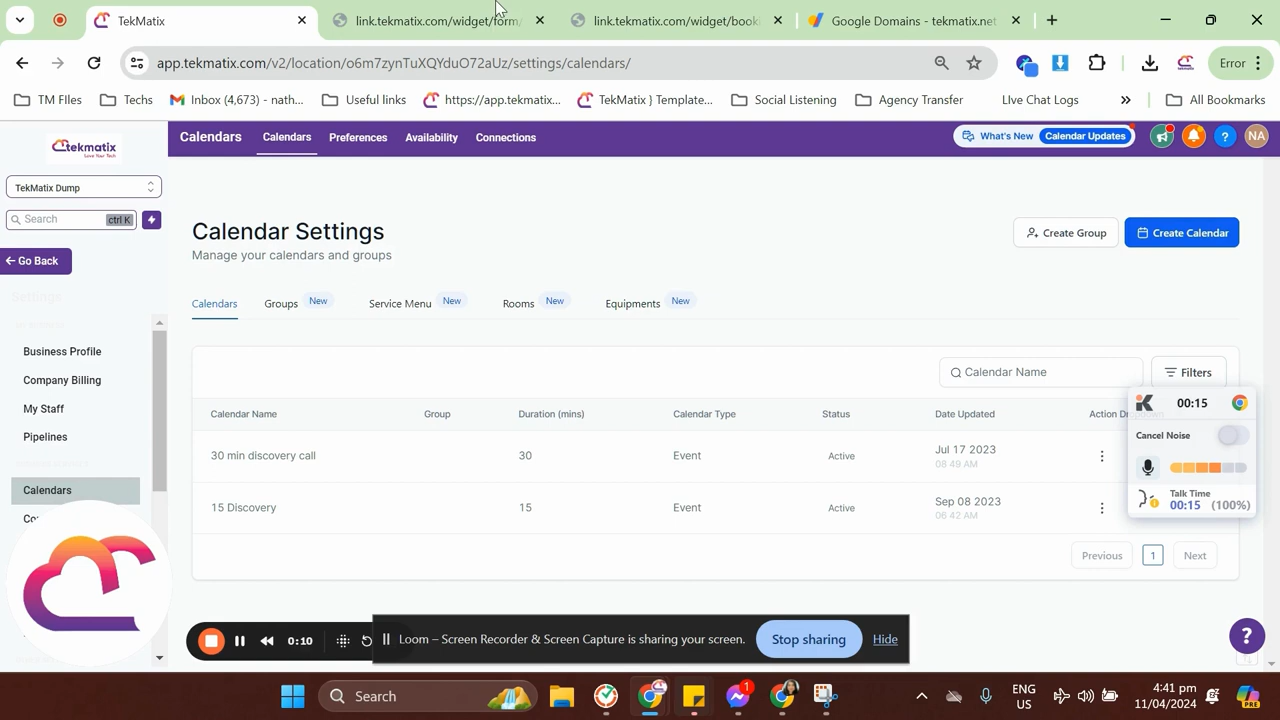 TekMatix
link.tekmatix.com/widget/form/
link.tekmatix.com/widget/booki
Google Domains - tekmatix.net
app.tekmatix.com/v2/location/o6m7zynTuXQYduO72aUz/settings/calendars/
Error
TM FIles
Techs
Inbox (4,673) - nath...
Useful links
https://app.tekmatix...
TekMatix } Template...
Social Listening
Agency Transfer
LIve Chat Logs
All Bookmarks
tekmatix
Love Your Tech
Calendars
Calendars
Preferences
Availability
Connections
What's New
Calendar Updates
?
NA
TekMatix Dump
Search
ctrl K
Go Back
Settings
Business Profile
Company Billing
My Staff
Pipelines
Calendars
Calendar Settings
Manage your calendars and groups
Create Group
Create Calendar
Calendars
Groups New
Service Menu New
Rooms New
Equipments New
Calendar Name
Filters
Calendar Name Group Duration (mins) Calendar Type Status Date Updated Action Dropdown
30 min discovery call 30 Event Active Jul 17 2023
08 49 AM
15 Discovery 15 Event Active Sep 08 2023
06 42 AM
Previous 1 Next
00:15
Cancel Noise
Talk Time
00:15 (100%)
0:10
Loom – Screen Recorder & Screen Capture is sharing your screen.
Stop sharing
Hide
?
Search
1
ENG
US
4:41 pm
11/04/2024
PRE